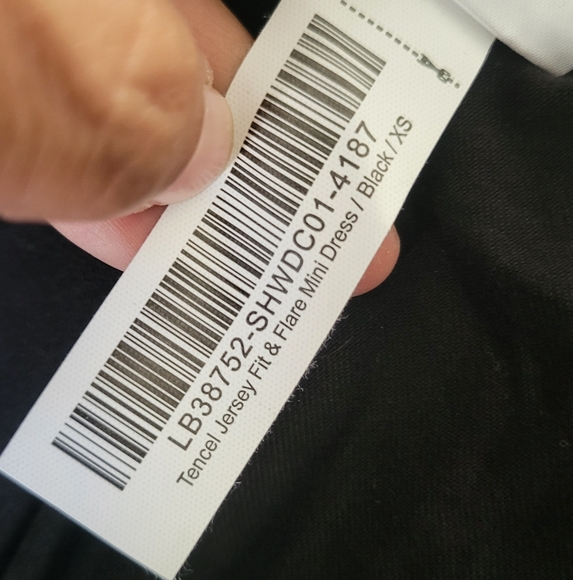 LB38752-SHWDC01-4187
Tencel Jersey Fit & Flare Mini Dress / Black / XS